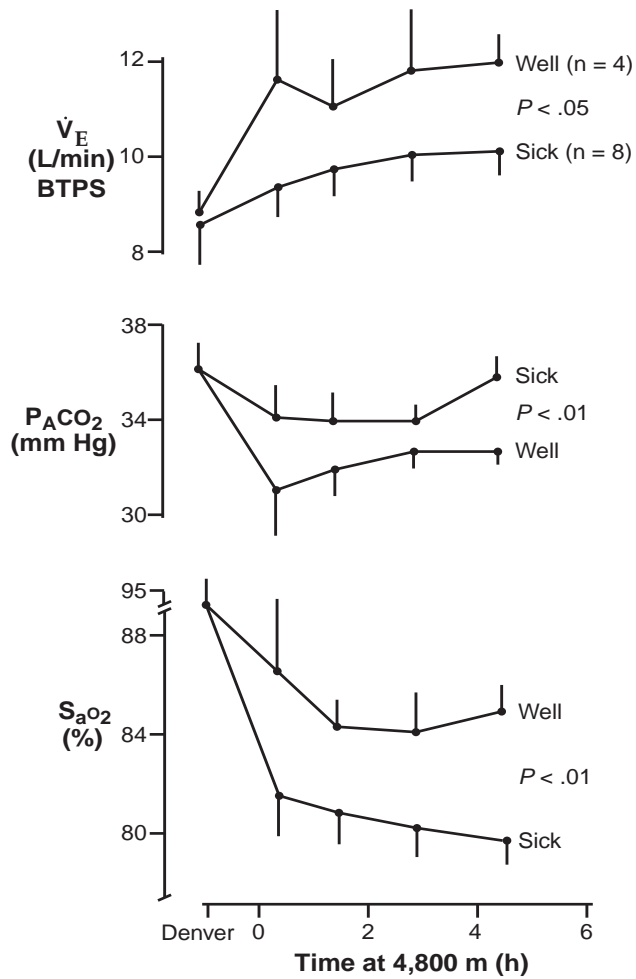 12
Well (n = 4)
V̇E
(L/min)
BTPS
P < .05
10
Sick (n = 8)
8
38
Sick
PACO2
(mm Hg)
34
P < .01
Well
30
95
88
SaO2
(%)
Well
84
P < .01
80
Sick
Denver 0 2 4 6
Time at 4,800 m (h)